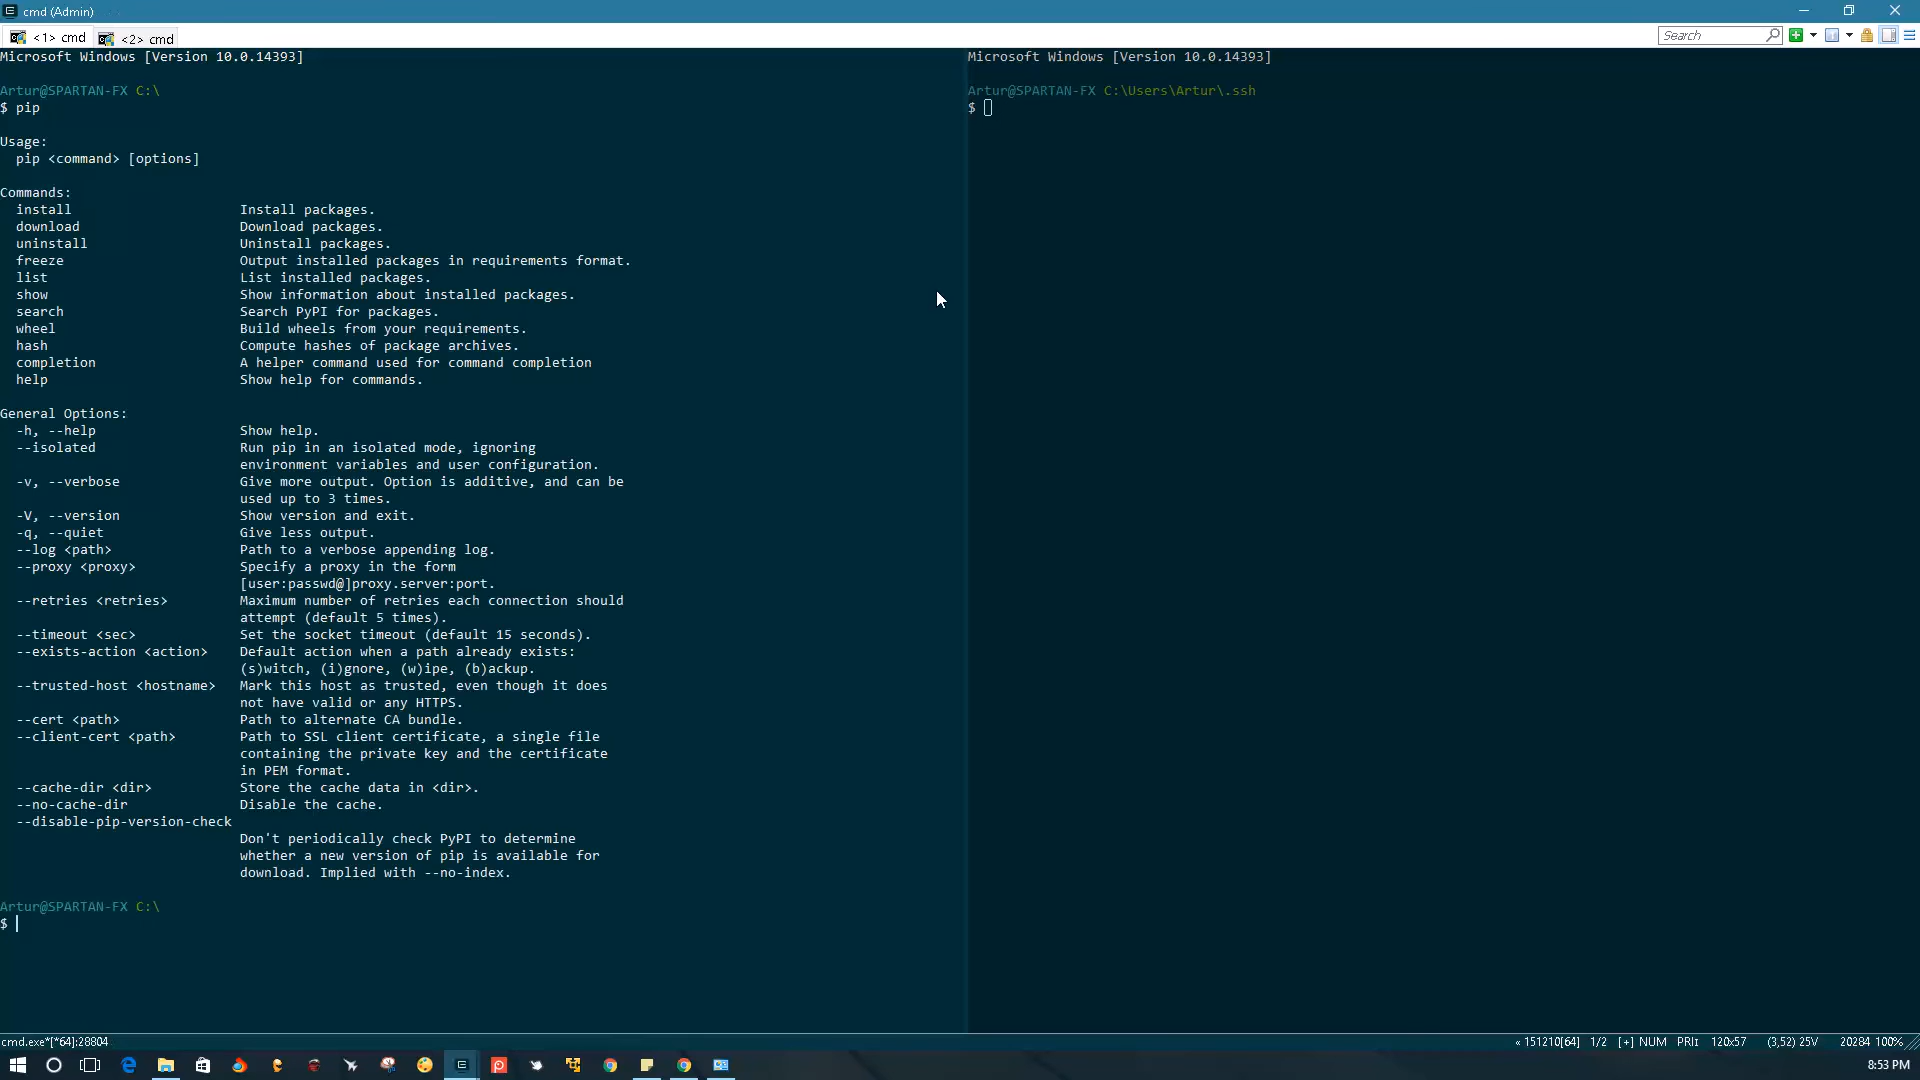 cmd (Admin)
<1> cmd
<2> cmd
Search
Microsoft Windows [Version 10.0.14393]
Artur@SPARTAN-FX C:\
$ pip
Usage:
pip <command> [options]
Commands:
install Install packages.
download Download packages.
uninstall Uninstall packages.
freeze Output installed packages in requirements format.
list List installed packages.
show Show information about installed packages.
search Search PyPI for packages.
wheel Build wheels from your requirements.
hash Compute hashes of package archives.
completion A helper command used for command completion
help Show help for commands.
General Options:
-h, --help Show help.
--isolated Run pip in an isolated mode, ignoring
environment variables and user configuration.
-v, --verbose Give more output. Option is additive, and can be
used up to 3 times.
-V, --version Show version and exit.
-q, --quiet Give less output.
--log <path> Path to a verbose appending log.
--proxy <proxy> Specify a proxy in the form
[user:passwd@]proxy.server:port.
--retries <retries> Maximum number of retries each connection should
attempt (default 5 times).
--timeout <sec> Set the socket timeout (default 15 seconds).
--exists-action <action> Default action when a path already exists:
(s)witch, (i)gnore, (w)ipe, (b)ackup.
--trusted-host <hostname> Mark this host as trusted, even though it does
not have valid or any HTTPS.
--cert <path> Path to alternate CA bundle.
--client-cert <path> Path to SSL client certificate, a single file
containing the private key and the certificate
in PEM format.
--cache-dir <dir> Store the cache data in <dir>.
--no-cache-dir Disable the cache.
--disable-pip-version-check
Don't periodically check PyPI to determine
whether a new version of pip is available for
download. Implied with --no-index.
Artur@SPARTAN-FX C:\
$
Microsoft Windows [Version 10.0.14393]
Artur@SPARTAN-FX C:\Users\Artur\.ssh
$
cmd.exe*[*64]:28804
« 151210[64] 1/2 [+] NUM PRI: 120x57 (3,52) 25V 20284 100%
8:53 PM